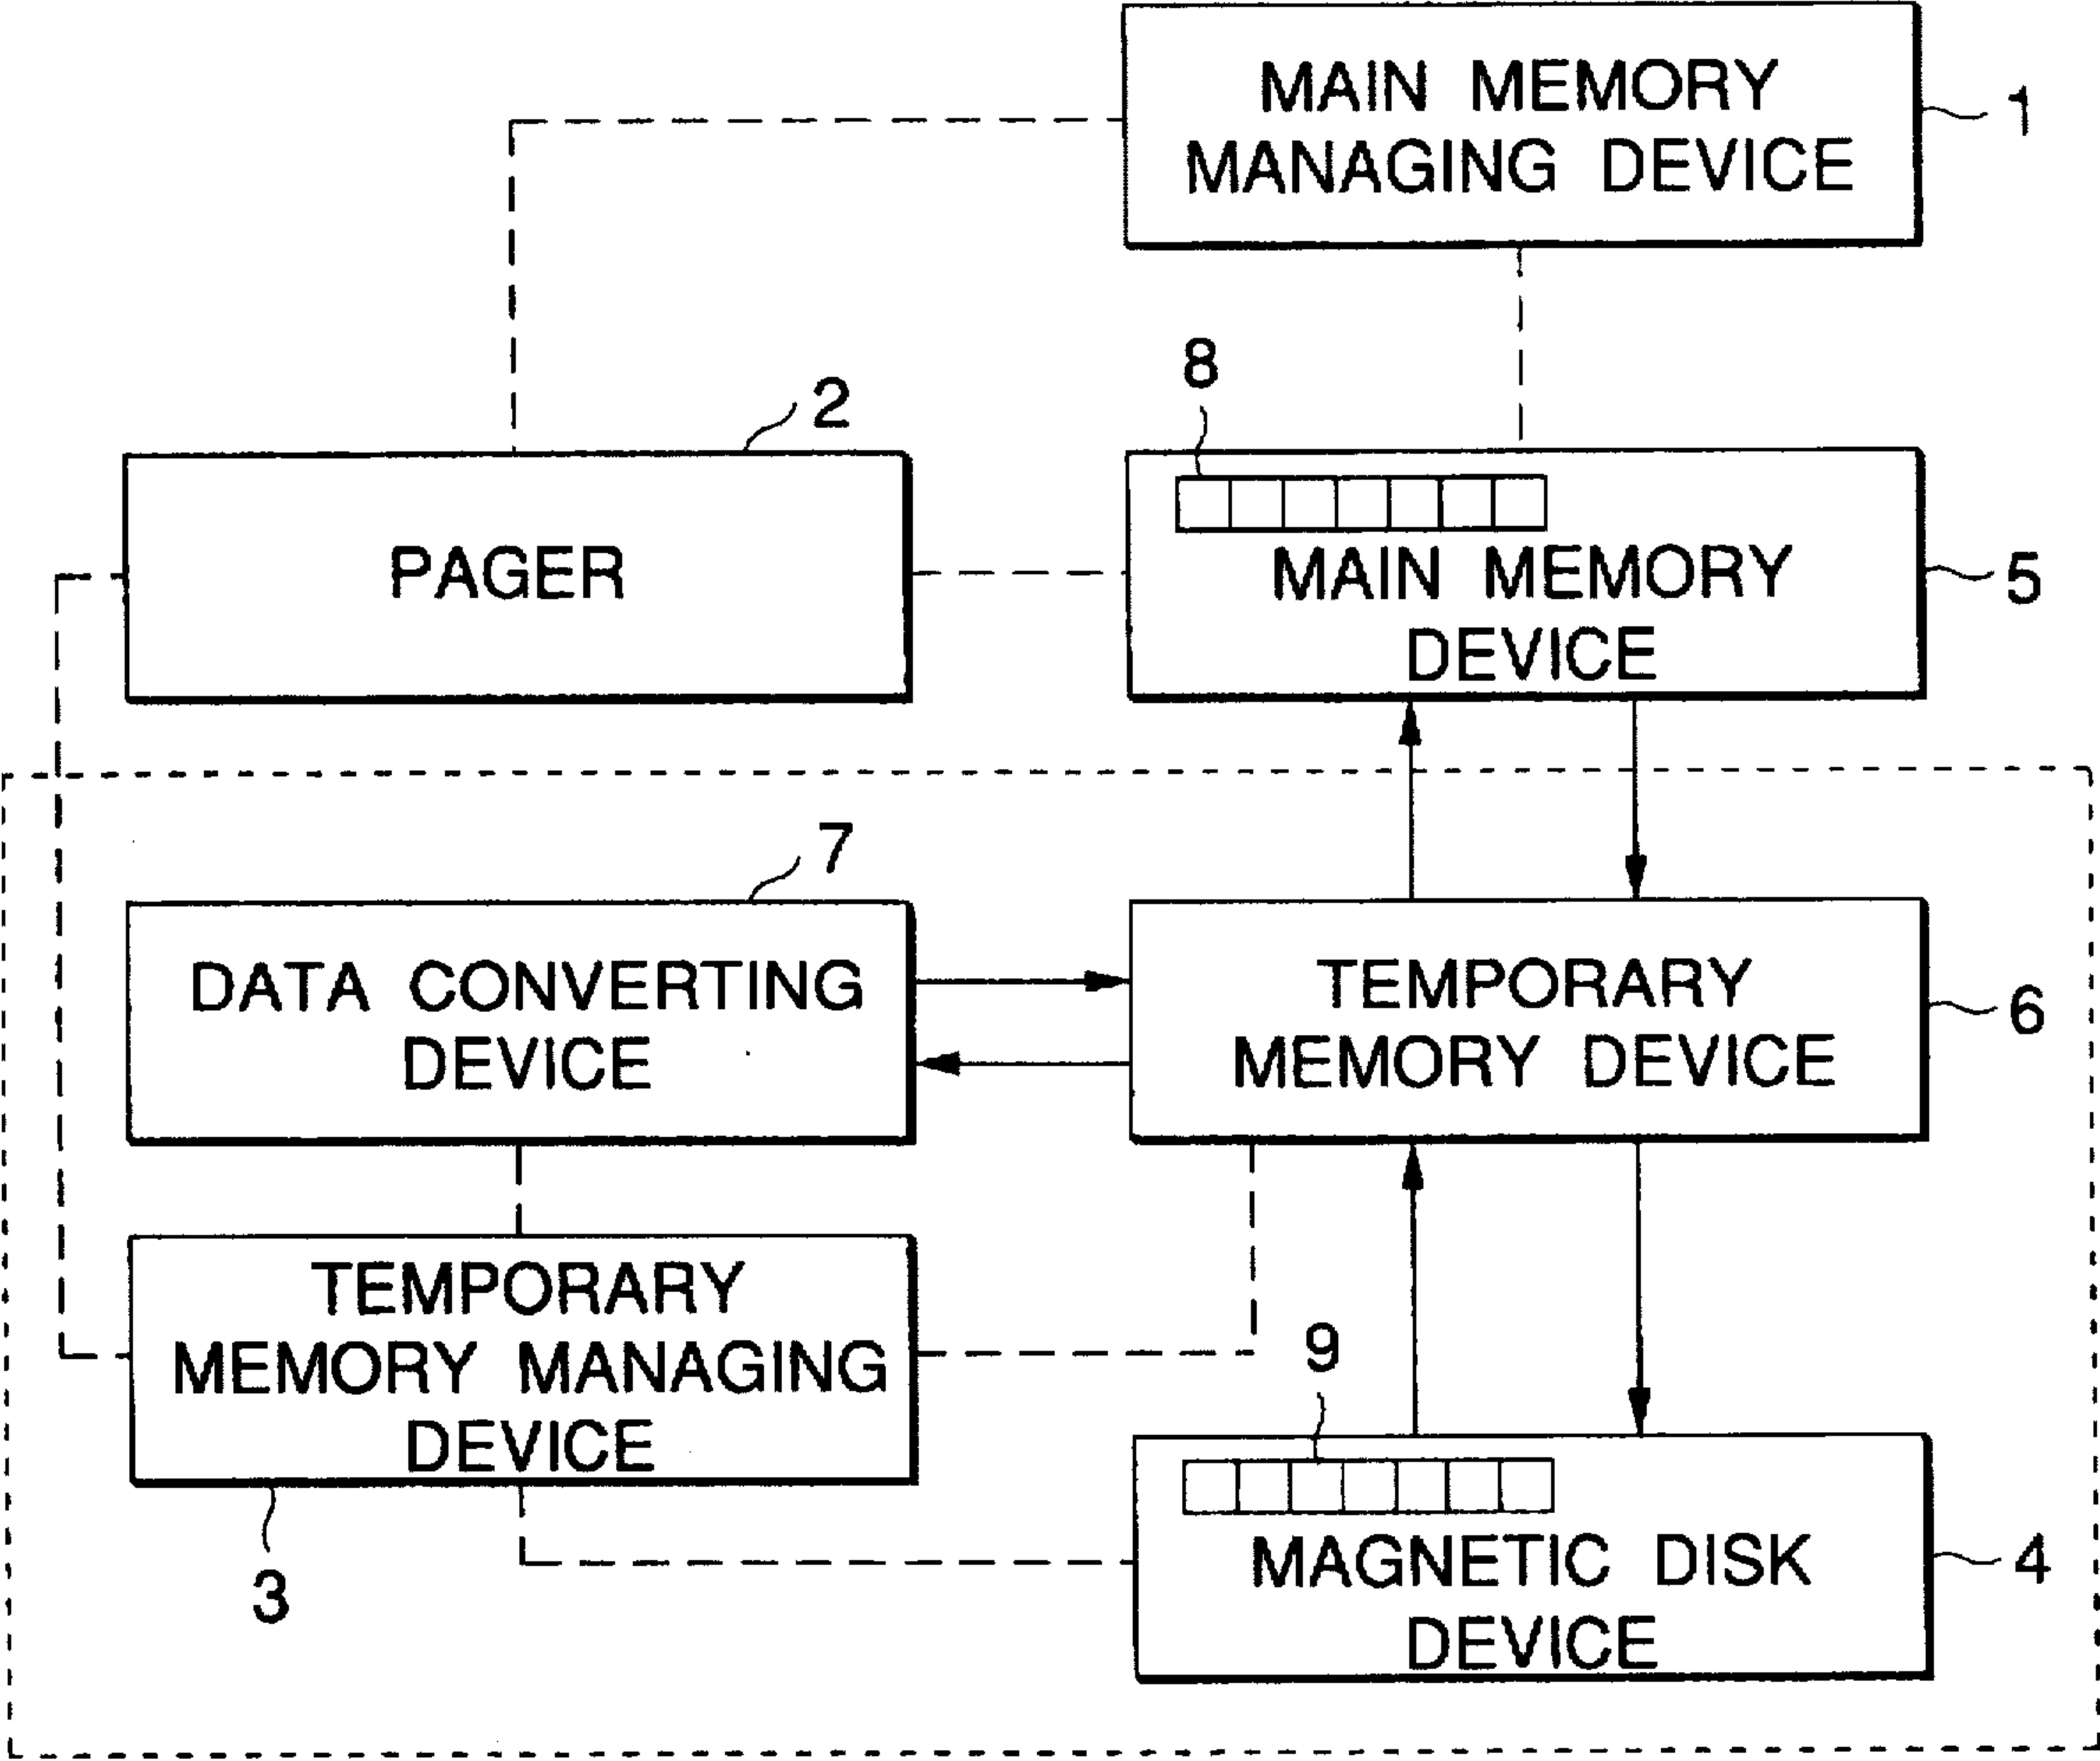 MAIN MEMORY
MANAGING DEVICE
1
8
2
PAGER
MAIN MEMORY
DEVICE
5
7
DATA CONVERTING
DEVICE
TEMPORARY
MEMORY DEVICE
6
TEMPORARY
MEMORY MANAGING
DEVICE
3
9
MAGNETIC DISK
DEVICE
4